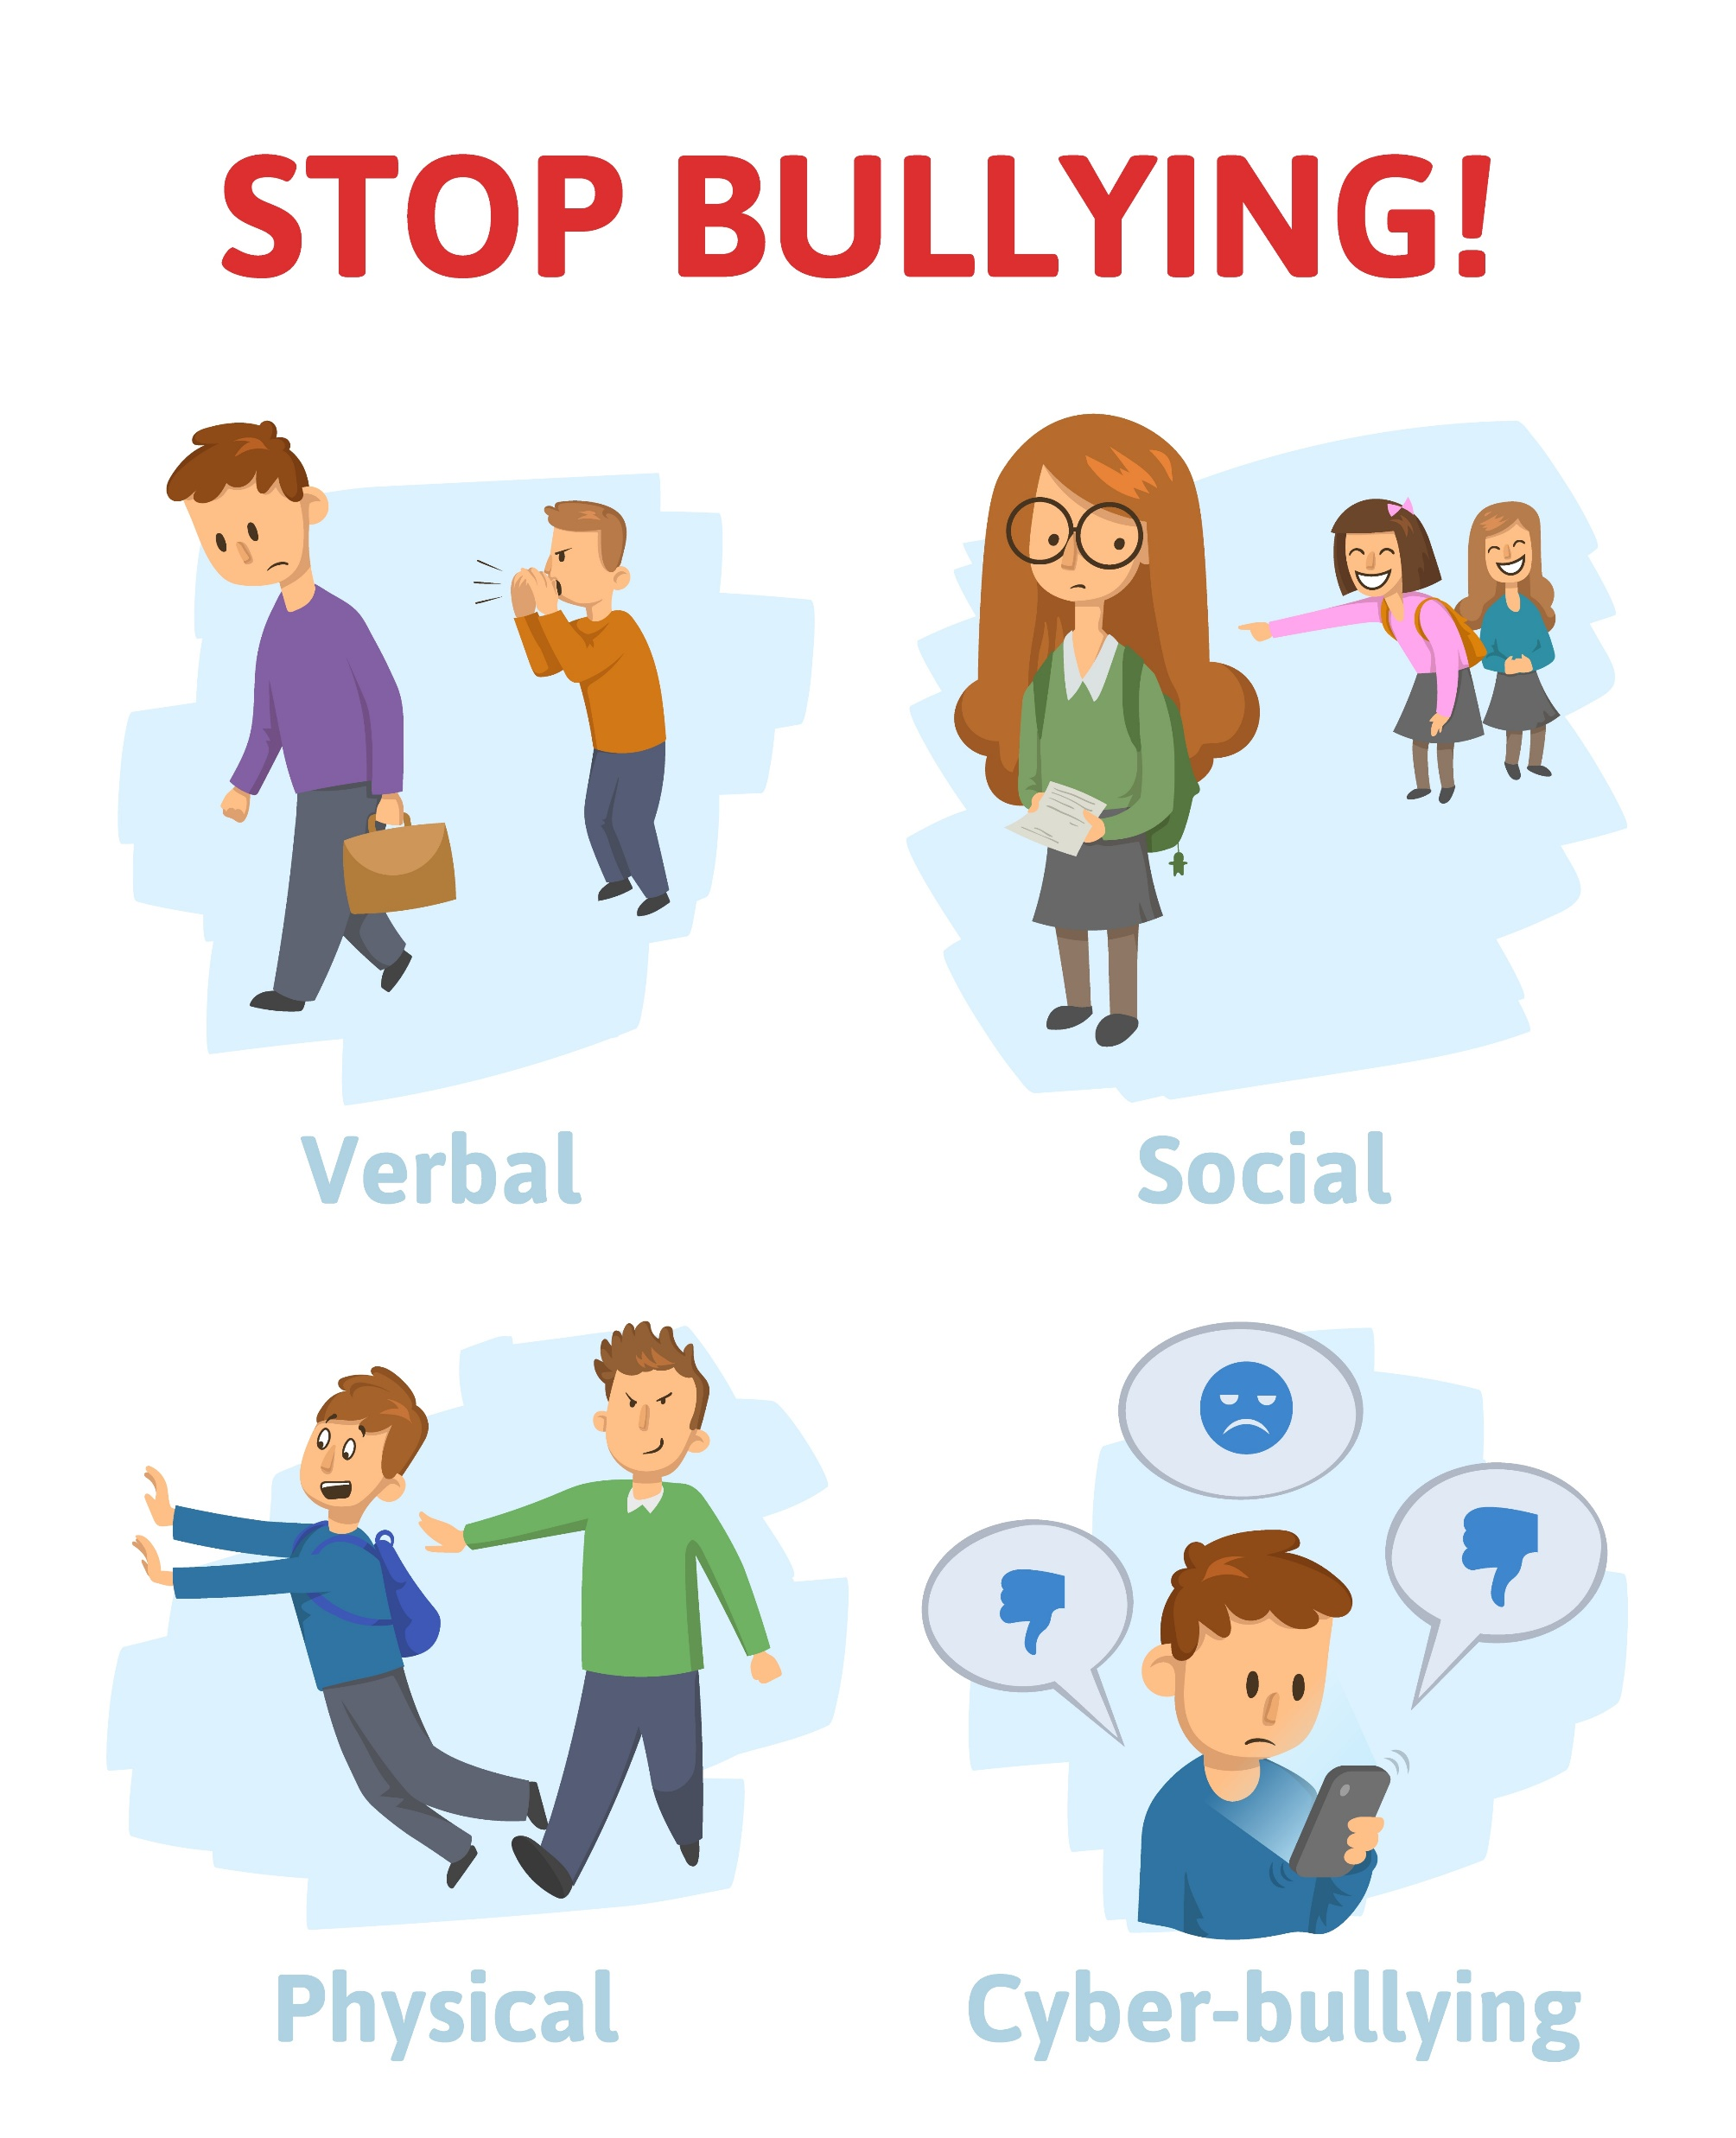 STOP BULLYING!
Verbal
Social
Physical
Cyber-bullying